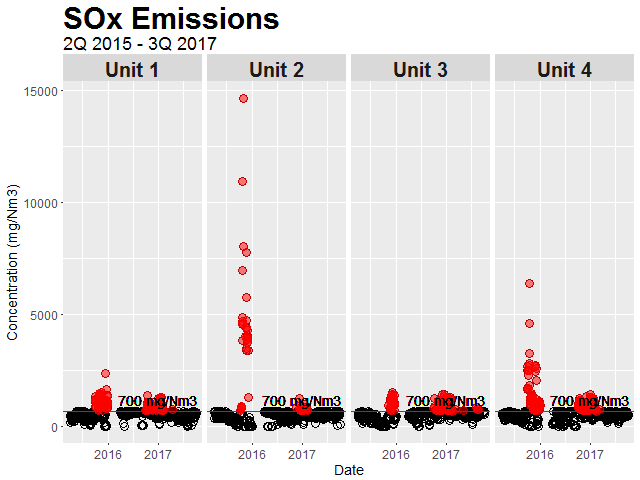 SOx Emissions
2Q 2015 - 3Q 2017
Unit 1 Unit 2 Unit 3 Unit 4
15000
10000
5000
0
Concentration (mg/Nm3)
700 mg/Nm3 700 mg/Nm3 700 mg/Nm3 700 mg/Nm3
2016 2017 2016 2017 2016 2017 2016 2017
Date